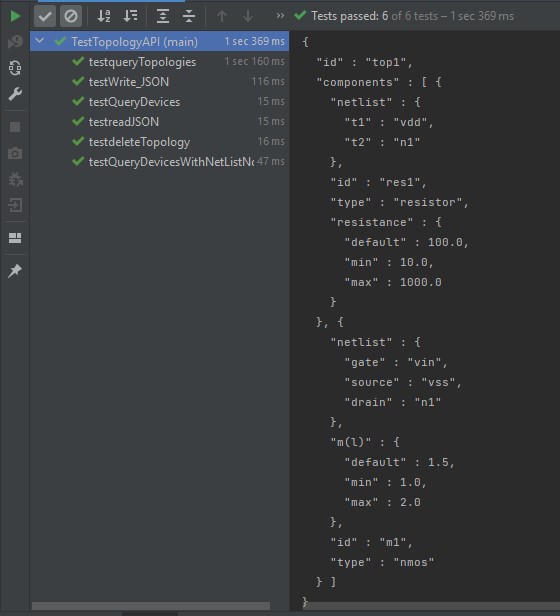 Tests passed: 6 of 6 tests – 1 sec 369 ms
TestTopologyAPI (main) 1 sec 369 ms
testqueryTopologies 1 sec 160 ms
testWrite_JSON 116 ms
testQueryDevices 15 ms
testreadJSON 15 ms
testdeleteTopology 16 ms
testQueryDevicesWithNetListNo 47 ms
{
"id" : "top1",
"components" : [ {
"netlist" : {
"t1" : "vdd",
"t2" : "n1"
},
"id" : "res1",
"type" : "resistor",
"resistance" : {
"default" : 100.0,
"min" : 10.0,
"max" : 1000.0
}
}, {
"netlist" : {
"gate" : "vin",
"source" : "vss",
"drain" : "n1"
},
"m(l)" : {
"default" : 1.5,
"min" : 1.0,
"max" : 2.0
},
"id" : "m1",
"type" : "nmos"
} ]
}